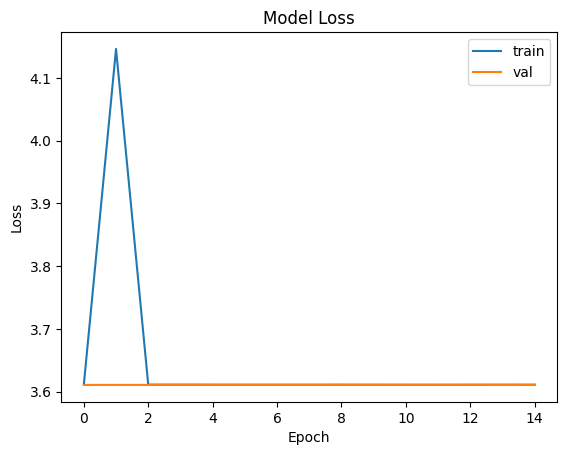 Model Loss
train
val
4.1
4.0
3.9
3.8
3.7
3.6
Loss
0 2 4 6 8 10 12 14
Epoch